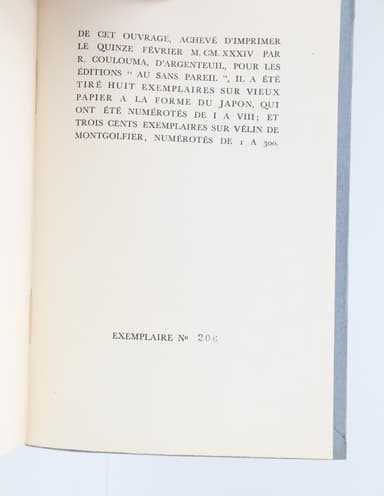 DE CET OUVRAGE, ACHEVÉ D'IMPRIMER
LE QUINZE FÉVRIER M.CM.XXXIV PAR
R. COULOUMA, D'ARGENTEUIL, POUR LES
ÉDITIONS " AU SANS PAREIL ", IL A ÉTÉ
TIRÉ HUIT EXEMPLAIRES SUR VIEUX
PAPIER A LA FORME DU JAPON, QUI
ONT ÉTÉ NUMÉROTÉS DE I A VIII; ET
TROIS CENTS EXEMPLAIRES SUR VÉLIN DE
MONTGOLFIER, NUMÉROTÉS DE 1 A 300.
EXEMPLAIRE Nº 206